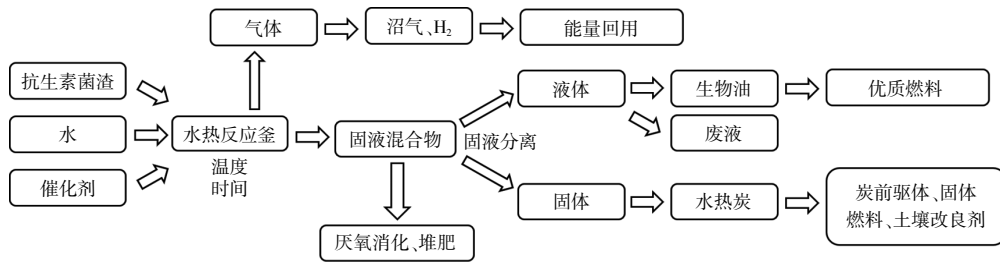 气体
沼气、H₂
能量回用
抗生素菌渣
水
催化剂
水热反应釜
温度
时间
固液混合物
固液分离
厌氧消化、堆肥
液体
生物油
优质燃料
废液
固体
水热炭
炭前驱体、固体
燃料、土壤改良剂